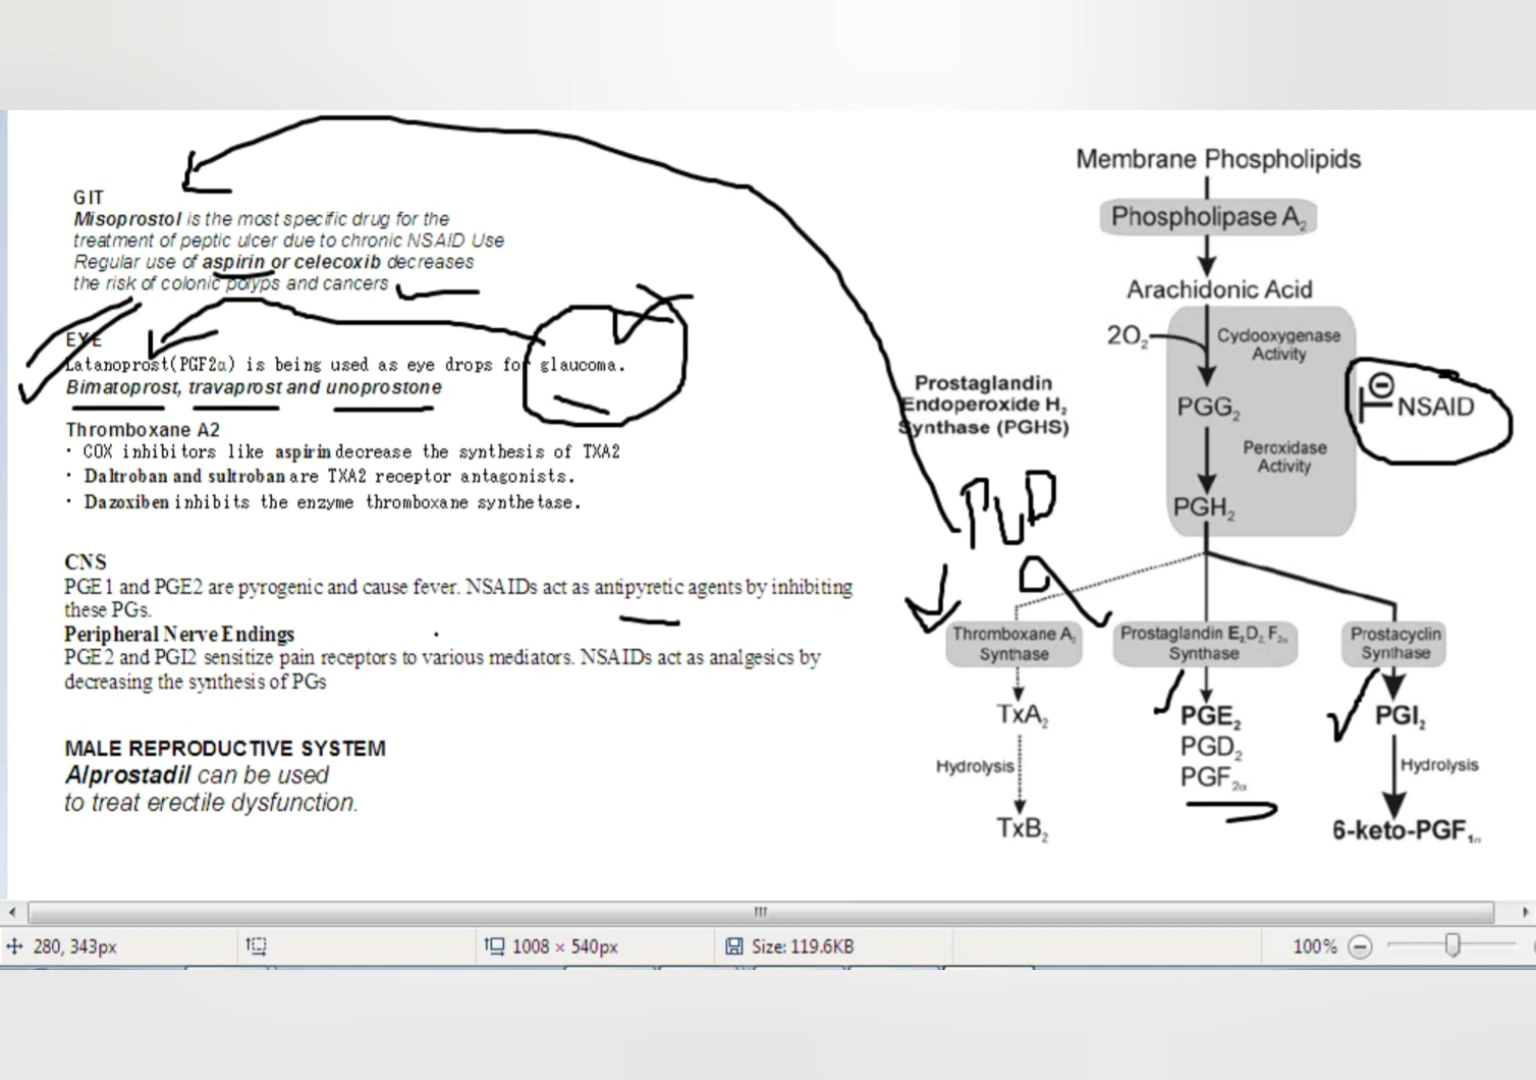 GIT
Misoprostol is the most specific drug for the
treatment of peptic ulcer due to chronic NSAID Use
Regular use of aspirin or celecoxib decreases
the risk of colonic polyps and cancers
EYE
Latanoprost(PGF2α) is being used as eye drops for glaucoma.
Bimatoprost, travaprost and unoprostone
Thromboxane A2
· COX inhibitors like aspirin decrease the synthesis of TXA2
· Daltroban and sultroban are TXA2 receptor antagonists.
· Dazoxiben inhibits the enzyme thromboxane synthetase.
CNS
PGE1 and PGE2 are pyrogenic and cause fever. NSAIDs act as antipyretic agents by inhibiting
these PGs.
Peripheral Nerve Endings
PGE2 and PGI2 sensitize pain receptors to various mediators. NSAIDs act as analgesics by
decreasing the synthesis of PGs
MALE REPRODUCTIVE SYSTEM
Alprostadil can be used
to treat erectile dysfunction.
Membrane Phospholipids
Phospholipase A₂
Arachidonic Acid
2O₂
Cyclooxygenase
Activity
Prostaglandin
Endoperoxide H₂
Synthase (PGHS)
PGG₂
⊖
NSAID
Peroxidase
Activity
PGH₂
PUD
Thromboxane A₂
Synthase
Prostaglandin E₂D₂ F₂α
Synthase
Prostacyclin
Synthase
TxA₂
PGE₂
PGD₂
PGF₂α
PGI₂
Hydrolysis
Hydrolysis
TxB₂
6-keto-PGF₁α
280, 343px
1008 × 540px
Size: 119.6KB
100%